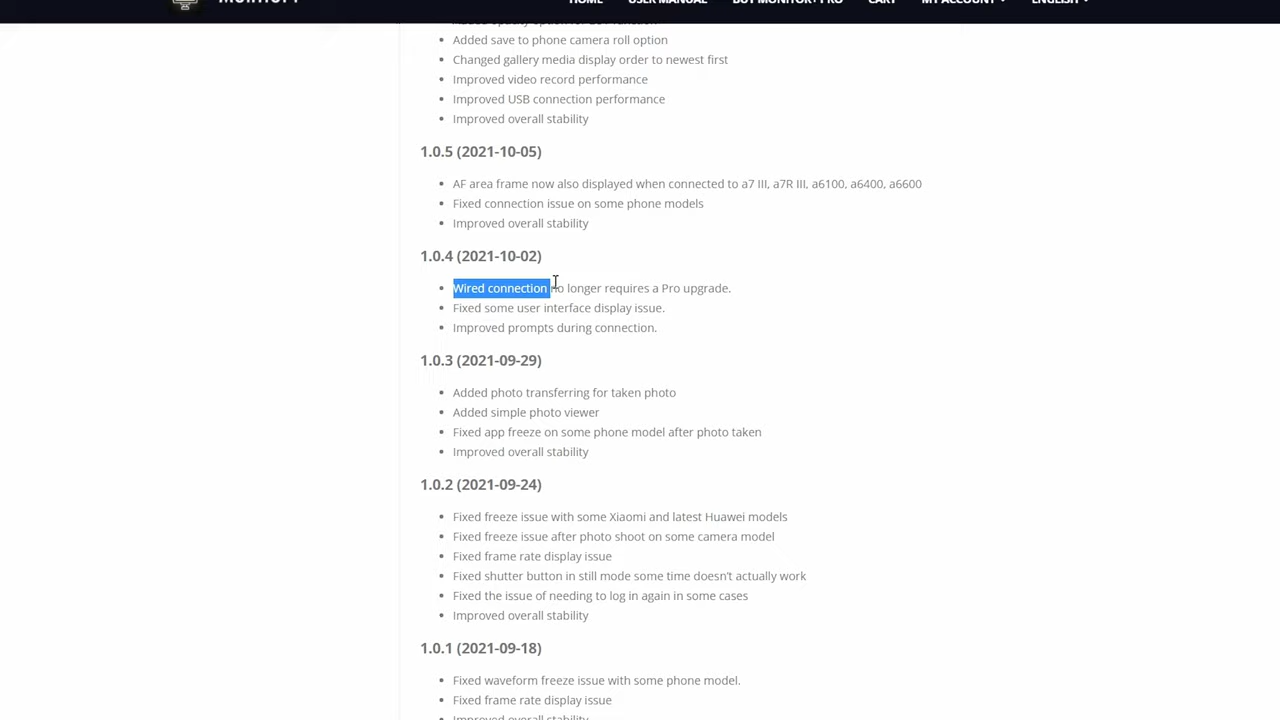 HOME USER MANUAL BUY MONITOR+ PRO CART MY ACCOUNT ENGLISH
Added save to phone camera roll option
Changed gallery media display order to newest first
Improved video record performance
Improved USB connection performance
Improved overall stability
1.0.5 (2021-10-05)
AF area frame now also displayed when connected to a7 III, a7R III, a6100, a6400, a6600
Fixed connection issue on some phone models
Improved overall stability
1.0.4 (2021-10-02)
Wired connection no longer requires a Pro upgrade.
Fixed some user interface display issue.
Improved prompts during connection.
1.0.3 (2021-09-29)
Added photo transferring for taken photo
Added simple photo viewer
Fixed app freeze on some phone model after photo taken
Improved overall stability
1.0.2 (2021-09-24)
Fixed freeze issue with some Xiaomi and latest Huawei models
Fixed freeze issue after photo shoot on some camera model
Fixed frame rate display issue
Fixed shutter button in still mode some time doesn’t actually work
Fixed the issue of needing to log in again in some cases
Improved overall stability
1.0.1 (2021-09-18)
Fixed waveform freeze issue with some phone model.
Fixed frame rate display issue
Improved overall stability